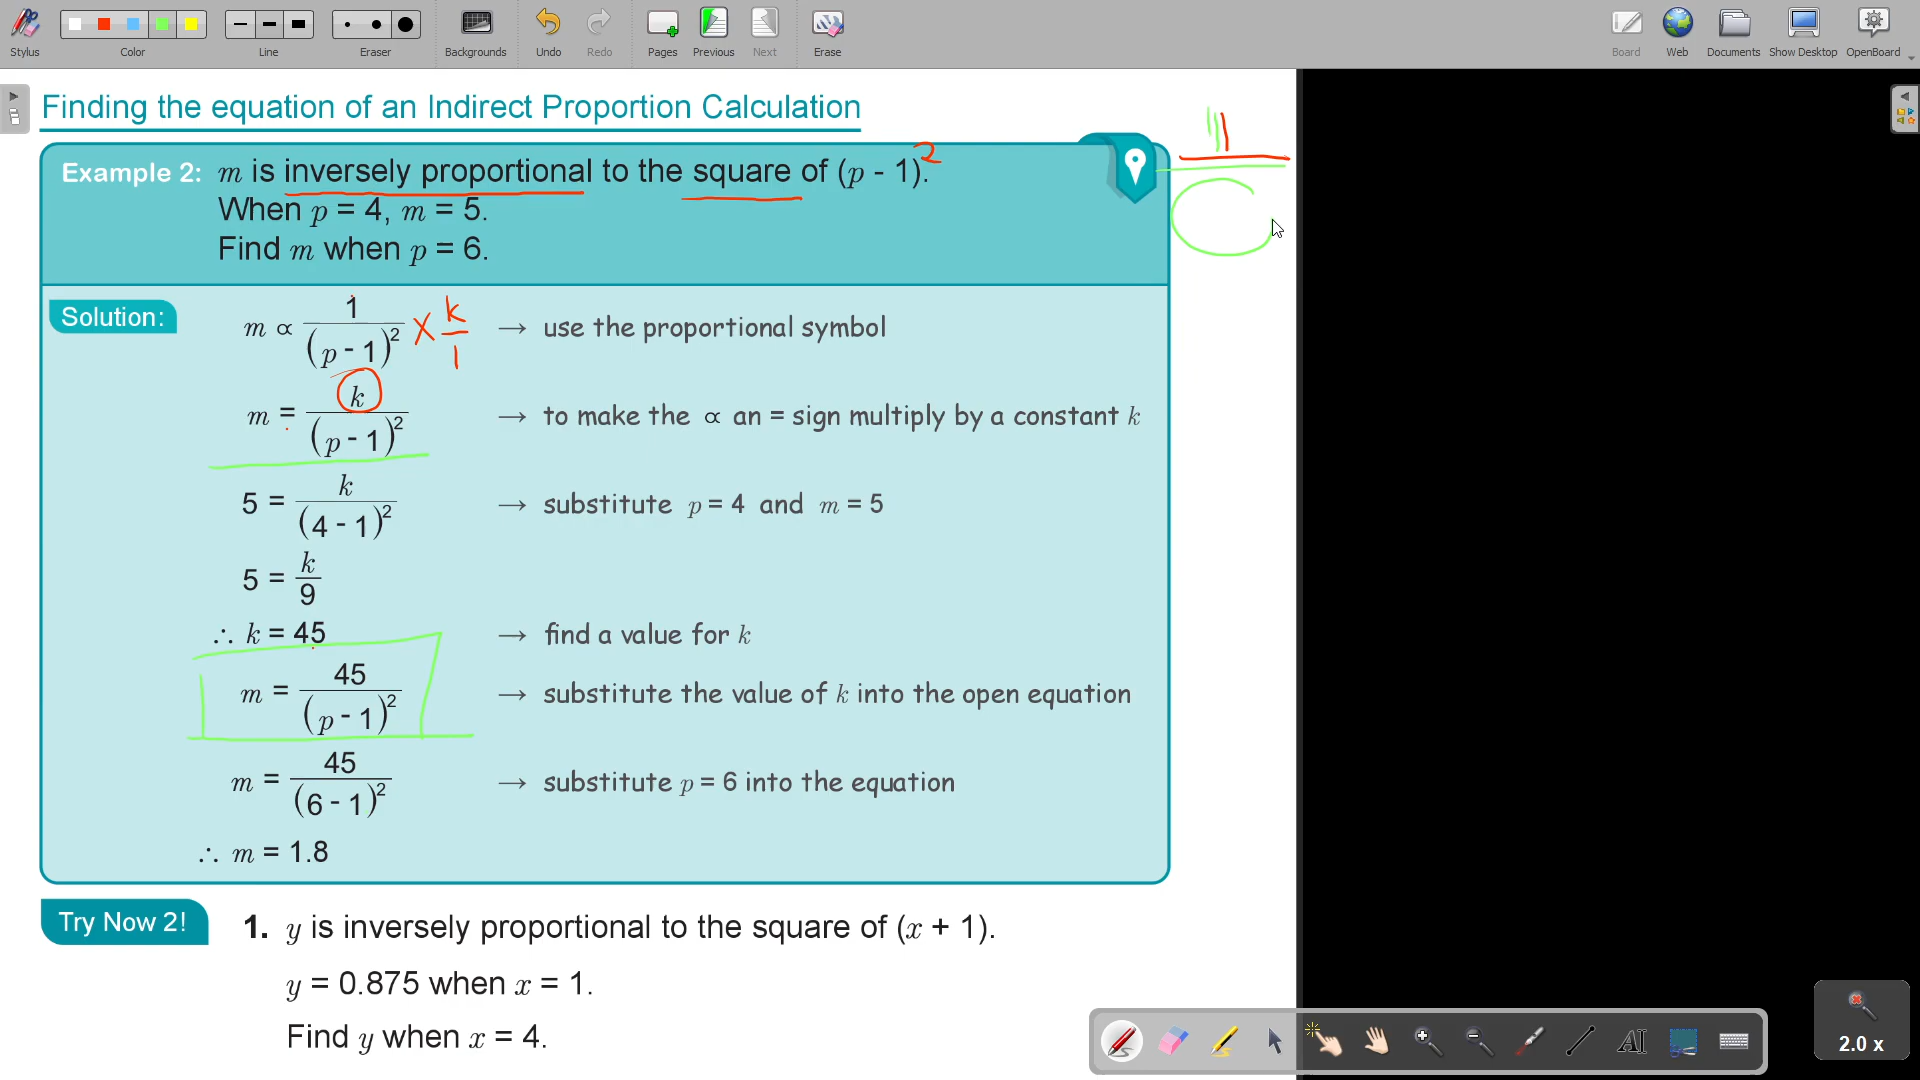 Stylus Color Line Eraser Backgrounds Undo Redo Pages Previous Next Erase Board Web Documents Show Desktop OpenBoard
Finding the equation of an Indirect Proportion Calculation
Example 2: m is inversely proportional to the square of (p - 1).²
When p = 4, m = 5.
Find m when p = 6.
Solution:
m ∝ 1/(p - 1)² × k/1 → use the proportional symbol
m = k/(p - 1)² → to make the ∝ an = sign multiply by a constant k
5 = k/(4 - 1)² → substitute p = 4 and m = 5
5 = k/9
∴ k = 45 → find a value for k
m = 45/(p - 1)² → substitute the value of k into the open equation
m = 45/(6 - 1)² → substitute p = 6 into the equation
∴ m = 1.8
Try Now 2! 1. y is inversely proportional to the square of (x + 1).
y = 0.875 when x = 1.
Find y when x = 4.
AI
2.0 x